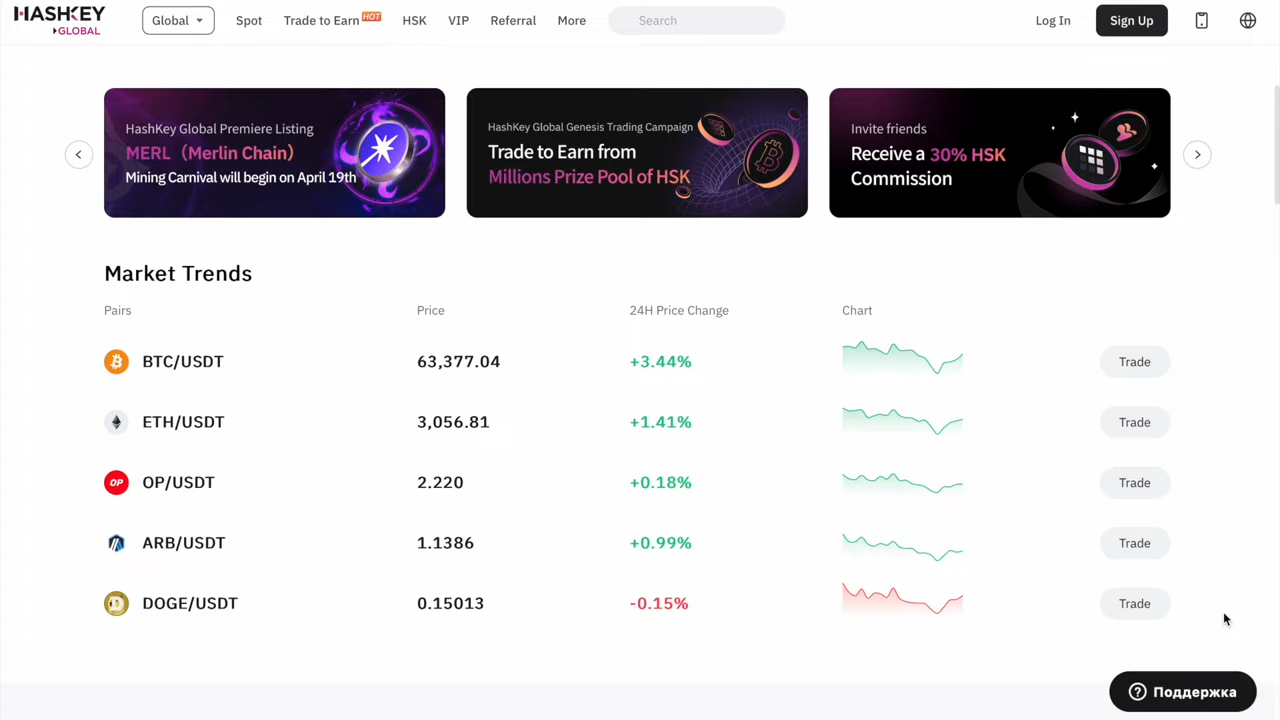 HASHKEY
GLOBAL
Global
Spot
Trade to Earn HOT
HSK
VIP
Referral
More
Search
Log In
Sign Up
HashKey Global Premiere Listing
MERL（Merlin Chain）
Mining Carnival will begin on April 19th
HashKey Global Genesis Trading Campaign
Trade to Earn from
Millions Prize Pool of HSK
Invite friends
Receive a 30% HSK
Commission
Market Trends
Pairs Price 24H Price Change Chart
BTC/USDT 63,377.04 +3.44% Trade
ETH/USDT 3,056.81 +1.41% Trade
OP OP/USDT 2.220 +0.18% Trade
ARB/USDT 1.1386 +0.99% Trade
DOGE/USDT 0.15013 -0.15% Trade
Поддержка